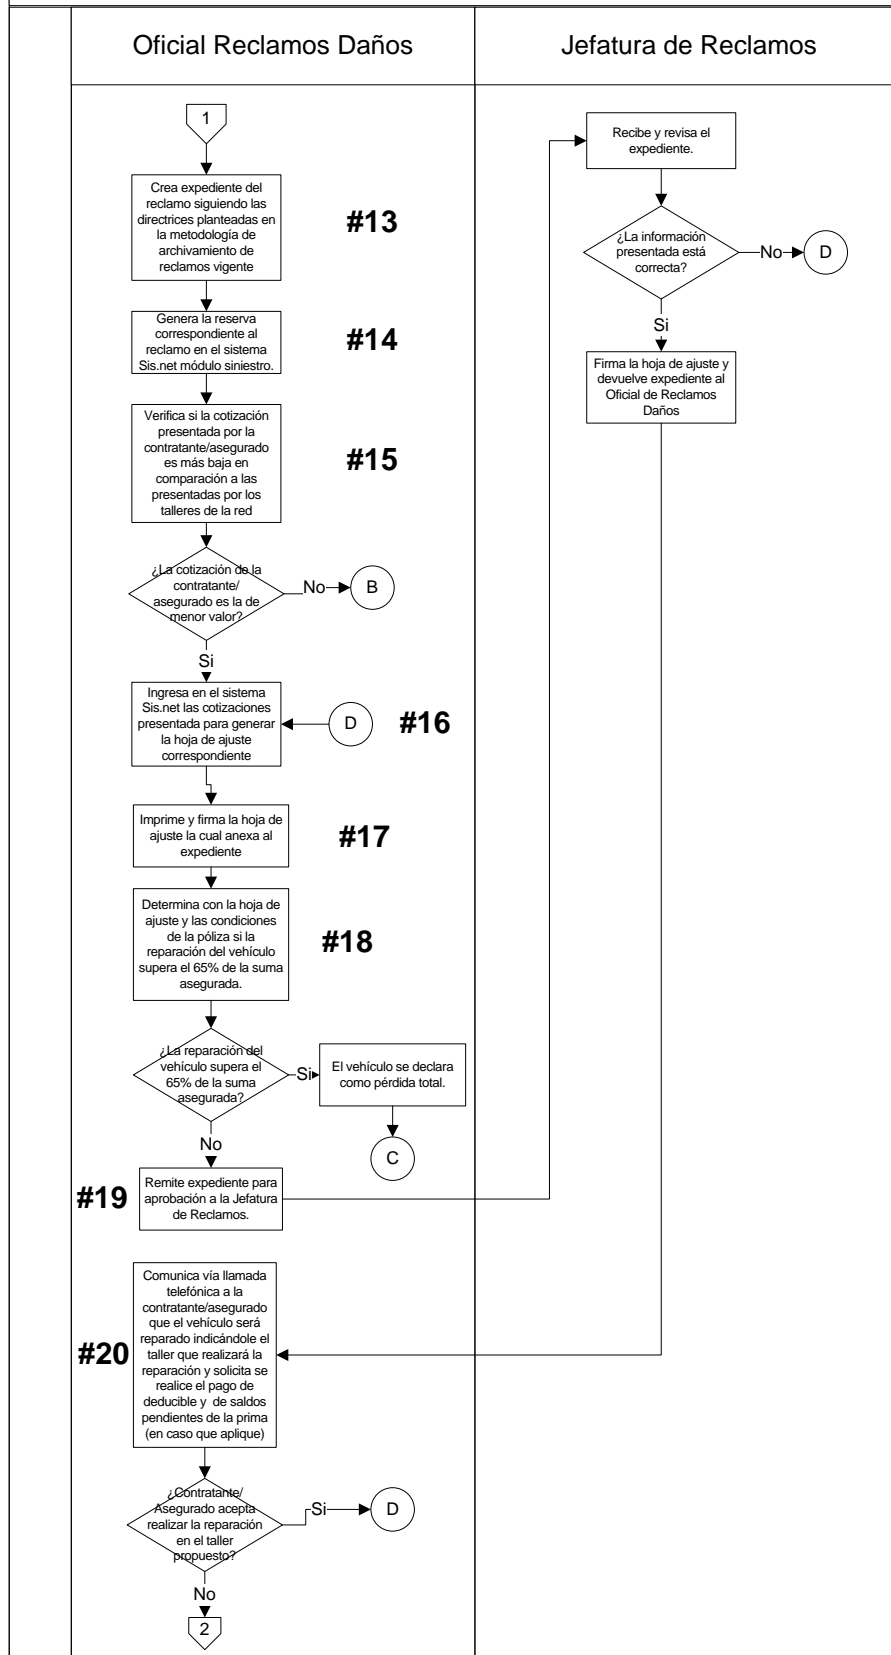 Oficial Reclamos Daños
Jefatura de Reclamos
1
Crea expediente del
reclamo siguiendo las
directrices planteadas en
la metodología de
archivamiento de
reclamos vigente
#13
Genera la reserva
correspondiente al
reclamo en el sistema
Sis.net módulo siniestro.
#14
Verifica si la cotización
presentada por la
contratante/asegurado
es más baja en
comparación a las
presentadas por los
talleres de la red
#15
¿La cotización de la
contratante/
asegurado es la de
menor valor?
No
B
Si
Ingresa en el sistema
Sis.net las cotizaciones
presentada para generar
la hoja de ajuste
correspondiente
D
#16
Imprime y firma la hoja de
ajuste la cual anexa al
expediente
#17
Determina con la hoja de
ajuste y las condiciones
de la póliza si la
reparación del vehículo
supera el 65% de la suma
asegurada.
#18
¿La reparación del
vehículo supera el
65% de la suma
asegurada?
Si
El vehículo se declara
como pérdida total.
C
No
#19
Remite expediente para
aprobación a la Jefatura
de Reclamos.
#20
Comunica vía llamada
telefónica a la
contratante/asegurado
que el vehículo será
reparado indicándole el
taller que realizará la
reparación y solicita se
realice el pago de
deducible y de saldos
pendientes de la prima
(en caso que aplique)
¿Contratante/
Asegurado acepta
realizar la reparación
en el taller
propuesto?
Si
D
No
2
Recibe y revisa el
expediente.
¿La información
presentada está
correcta?
No
D
Si
Firma la hoja de ajuste y
devuelve expediente al
Oficial de Reclamos
Daños